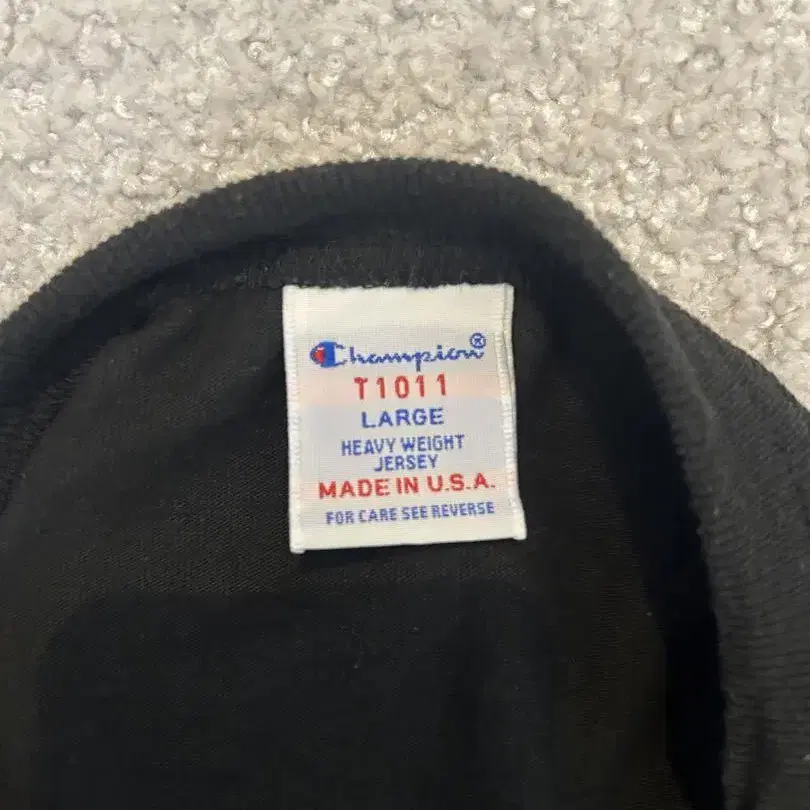 Champion®
T1011
LARGE
HEAVY WEIGHT
JERSEY
MADE IN U.S.A.
FOR CARE SEE REVERSE